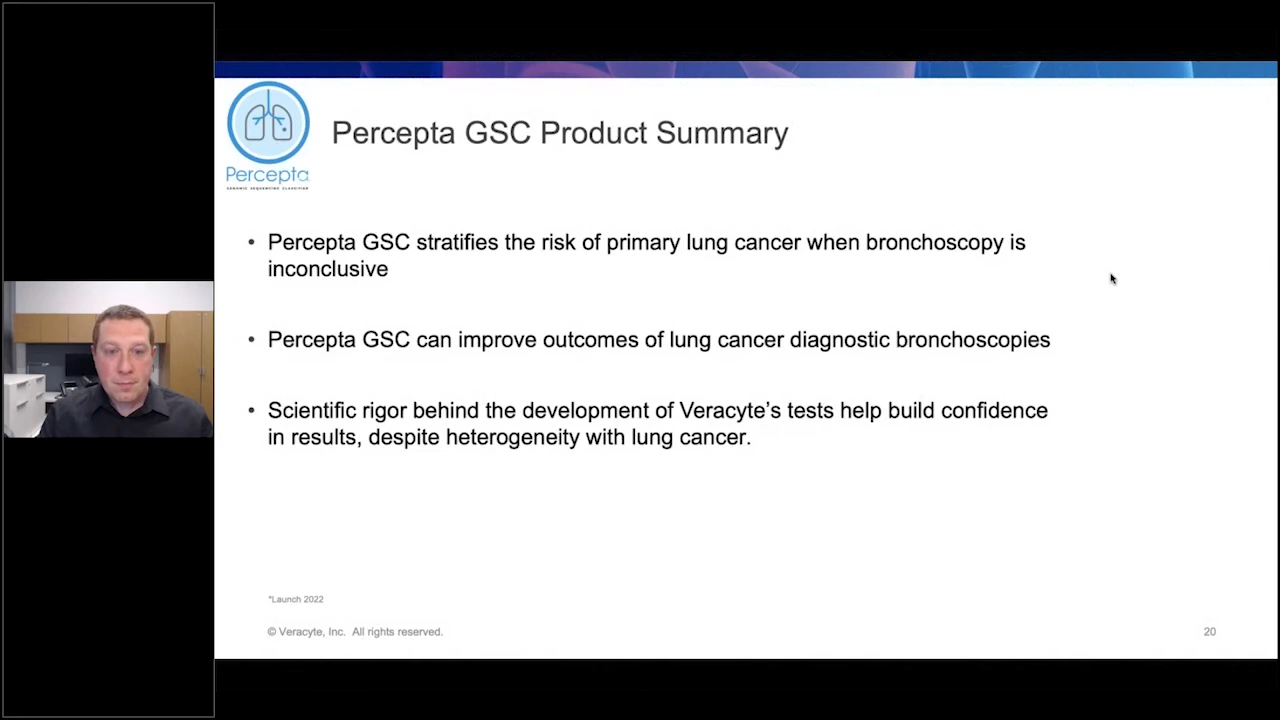 Percepta GSC Product Summary
Percepta
GENOMIC SEQUENCING CLASSIFIER
• Percepta GSC stratifies the risk of primary lung cancer when bronchoscopy is
inconclusive
• Percepta GSC can improve outcomes of lung cancer diagnostic bronchoscopies
• Scientific rigor behind the development of Veracyte's tests help build confidence
in results, despite heterogeneity with lung cancer.
*Launch 2022
© Veracyte, Inc. All rights reserved.
20